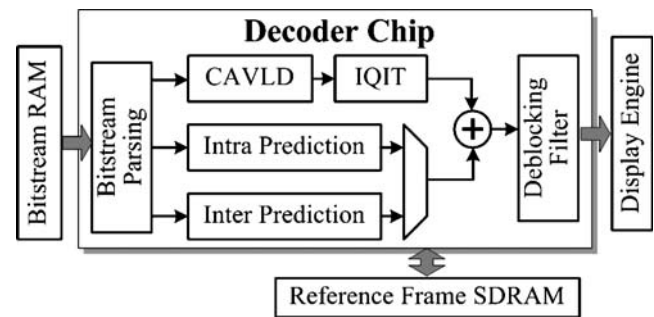 Decoder Chip
Bitstream RAM
Bitstream
Parsing
CAVLD
IQIT
Intra Prediction
Inter Prediction
+
Deblocking
Filter
Display Engine
Reference Frame SDRAM